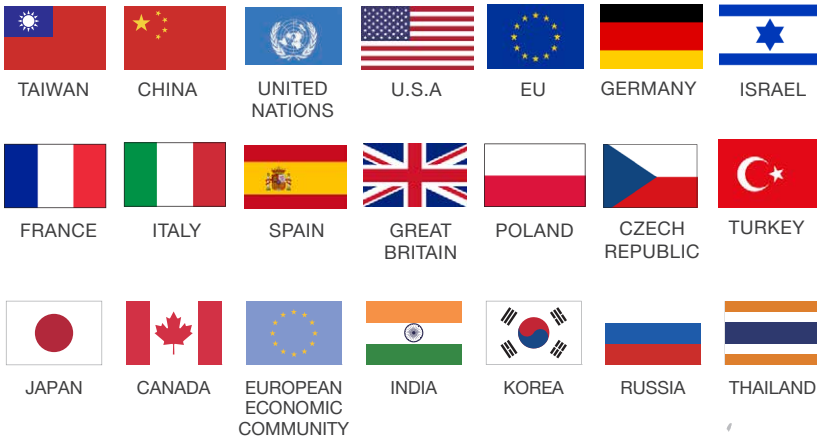 TAIWAN
CHINA
UNITED
NATIONS
U.S.A
EU
GERMANY
ISRAEL
FRANCE
ITALY
SPAIN
GREAT
BRITAIN
POLAND
CZECH
REPUBLIC
TURKEY
JAPAN
CANADA
EUROPEAN
ECONOMIC
COMMUNITY
INDIA
KOREA
RUSSIA
THAILAND